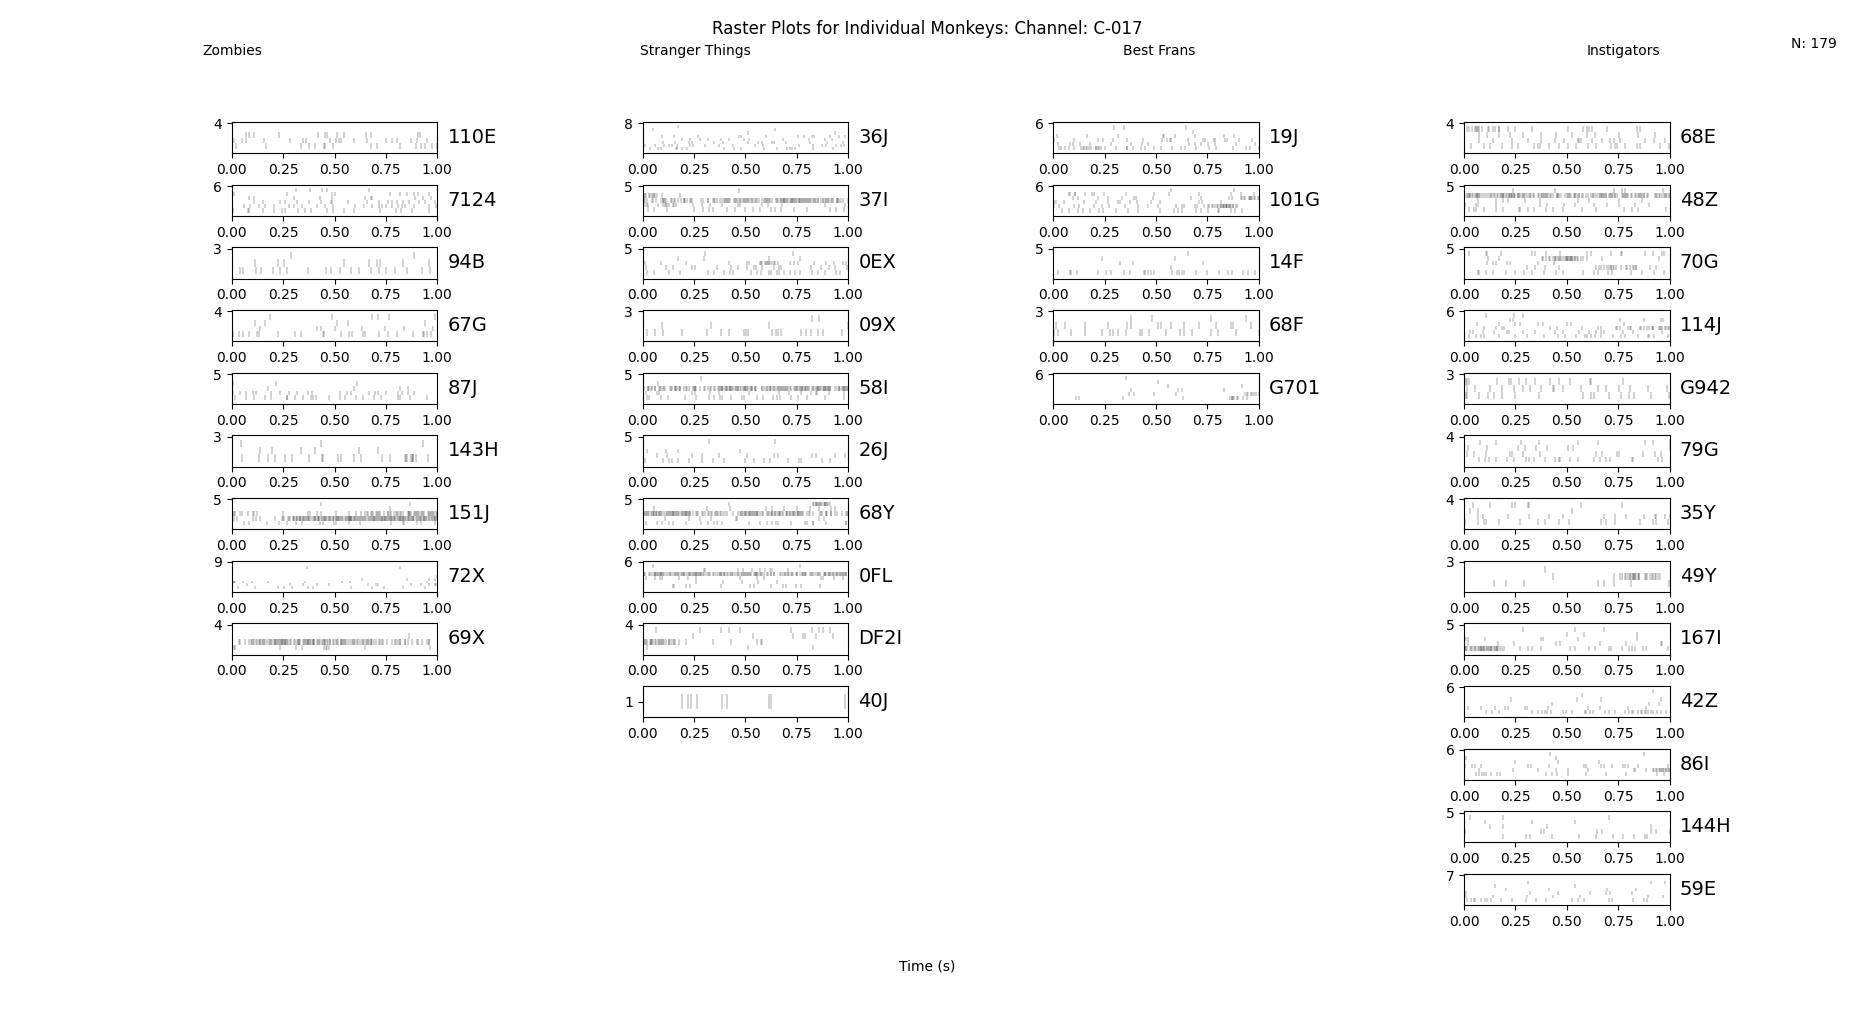 Raster Plots for Individual Monkeys: Channel: C-017
N: 179
Zombies Stranger Things Best Frans Instigators
4 110E 8 36J 6 19J 4 68E
0.00 0.25 0.50 0.75 1.00 0.00 0.25 0.50 0.75 1.00 0.00 0.25 0.50 0.75 1.00 0.00 0.25 0.50 0.75 1.00
6 7124 5 37I 6 101G 5 48Z
0.00 0.25 0.50 0.75 1.00 0.00 0.25 0.50 0.75 1.00 0.00 0.25 0.50 0.75 1.00 0.00 0.25 0.50 0.75 1.00
3 94B 5 0EX 5 14F 5 70G
0.00 0.25 0.50 0.75 1.00 0.00 0.25 0.50 0.75 1.00 0.00 0.25 0.50 0.75 1.00 0.00 0.25 0.50 0.75 1.00
4 67G 3 09X 3 68F 6 114J
0.00 0.25 0.50 0.75 1.00 0.00 0.25 0.50 0.75 1.00 0.00 0.25 0.50 0.75 1.00 0.00 0.25 0.50 0.75 1.00
5 87J 5 58I 6 G701 3 G942
0.00 0.25 0.50 0.75 1.00 0.00 0.25 0.50 0.75 1.00 0.00 0.25 0.50 0.75 1.00 0.00 0.25 0.50 0.75 1.00
3 143H 5 26J 4 79G
0.00 0.25 0.50 0.75 1.00 0.00 0.25 0.50 0.75 1.00 0.00 0.25 0.50 0.75 1.00
5 151J 5 68Y 4 35Y
0.00 0.25 0.50 0.75 1.00 0.00 0.25 0.50 0.75 1.00 0.00 0.25 0.50 0.75 1.00
9 72X 6 0FL 3 49Y
0.00 0.25 0.50 0.75 1.00 0.00 0.25 0.50 0.75 1.00 0.00 0.25 0.50 0.75 1.00
4 69X 4 DF2I 5 167I
0.00 0.25 0.50 0.75 1.00 0.00 0.25 0.50 0.75 1.00 0.00 0.25 0.50 0.75 1.00
1 40J 6 42Z
0.00 0.25 0.50 0.75 1.00 0.00 0.25 0.50 0.75 1.00
6 86I
0.00 0.25 0.50 0.75 1.00
5 144H
0.00 0.25 0.50 0.75 1.00
7 59E
0.00 0.25 0.50 0.75 1.00
Time (s)